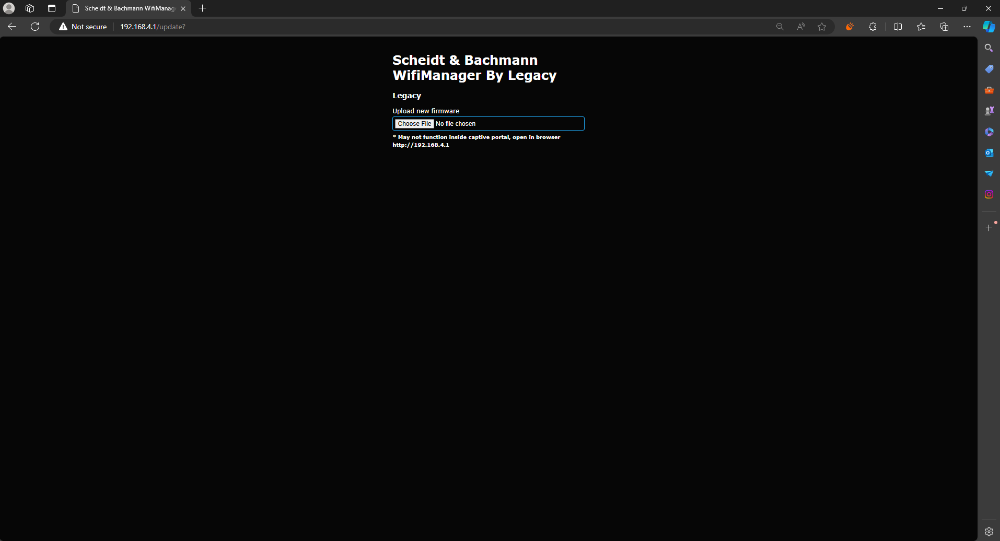 Scheidt & Bachmann WifiManag
Not secure
192.168.4.1/update?
Scheidt & Bachmann
WifiManager By Legacy
Legacy
Upload new firmware
Choose File No file chosen
* May not function inside captive portal, open in browser
http://192.168.4.1